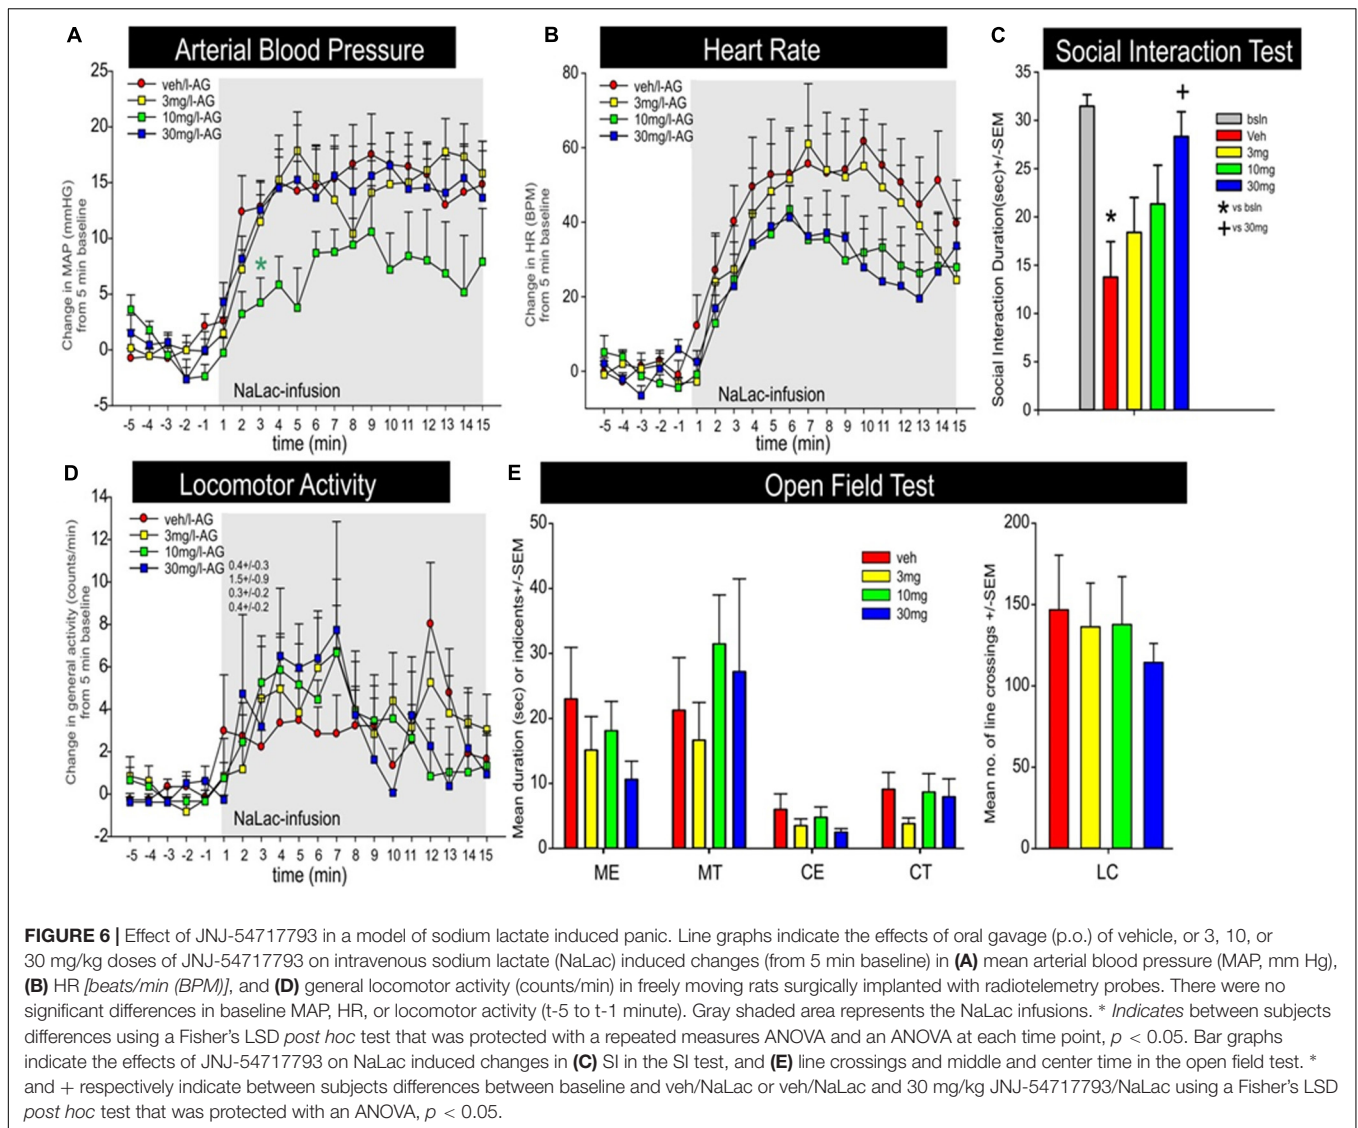 A
Arterial Blood Pressure
Change in MAP (mmHG)
from 5 min baseline
25
20
15
10
5
0
-5
veh/l-AG
3mg/l-AG
10mg/l-AG
30mg/l-AG
*
NaLac-infusion
-5 -4 -3 -2 -1 1 2 3 4 5 6 7 8 9 10 11 12 13 14 15
time (min)
B
Heart Rate
Change in HR (BPM)
from 5 min baseline
80
60
40
20
0
veh/l-AG
3mg/l-AG
10mg/l-AG
30mg/l-AG
NaLac-infusion
-5 -4 -3 -2 -1 1 2 3 4 5 6 7 8 9 10 11 12 13 14 15
time (min)
C
Social Interaction Test
Social Interaction Duration(sec)+/-SEM
35
30
25
20
15
10
5
0
*
+
bsln
Veh
3mg
10mg
30mg
* vs bsln
+ vs 30mg
D
Locomotor Activity
Change in general activity (counts/min)
from 5 min baseline
14
12
10
8
6
4
2
0
-2
veh/l-AG
3mg/l-AG
10mg/l-AG
30mg/l-AG
0.4+/-0.3
1.5+/-0.9
0.3+/-0.2
0.4+/-0.2
NaLac-infusion
-5 -4 -3 -2 -1 1 2 3 4 5 6 7 8 9 10 11 12 13 14 15
time (min)
E
Open Field Test
Mean duration (sec) or indicents+/-SEM
50
40
30
20
10
0
veh
3mg
10mg
30mg
ME MT CE CT
Mean no. of line crossings +/-SEM
200
150
100
50
0
LC
FIGURE 6 | Effect of JNJ-54717793 in a model of sodium lactate induced panic. Line graphs indicate the effects of oral gavage (p.o.) of vehicle, or 3, 10, or
30 mg/kg doses of JNJ-54717793 on intravenous sodium lactate (NaLac) induced changes (from 5 min baseline) in (A) mean arterial blood pressure (MAP, mm Hg),
(B) HR [beats/min (BPM)], and (D) general locomotor activity (counts/min) in freely moving rats surgically implanted with radiotelemetry probes. There were no
significant differences in baseline MAP, HR, or locomotor activity (t-5 to t-1 minute). Gray shaded area represents the NaLac infusions. * Indicates between subjects
differences using a Fisher's LSD post hoc test that was protected with a repeated measures ANOVA and an ANOVA at each time point, p < 0.05. Bar graphs
indicate the effects of JNJ-54717793 on NaLac induced changes in (C) SI in the SI test, and (E) line crossings and middle and center time in the open field test. *
and + respectively indicate between subjects differences between baseline and veh/NaLac or veh/NaLac and 30 mg/kg JNJ-54717793/NaLac using a Fisher's LSD
post hoc test that was protected with an ANOVA, p < 0.05.